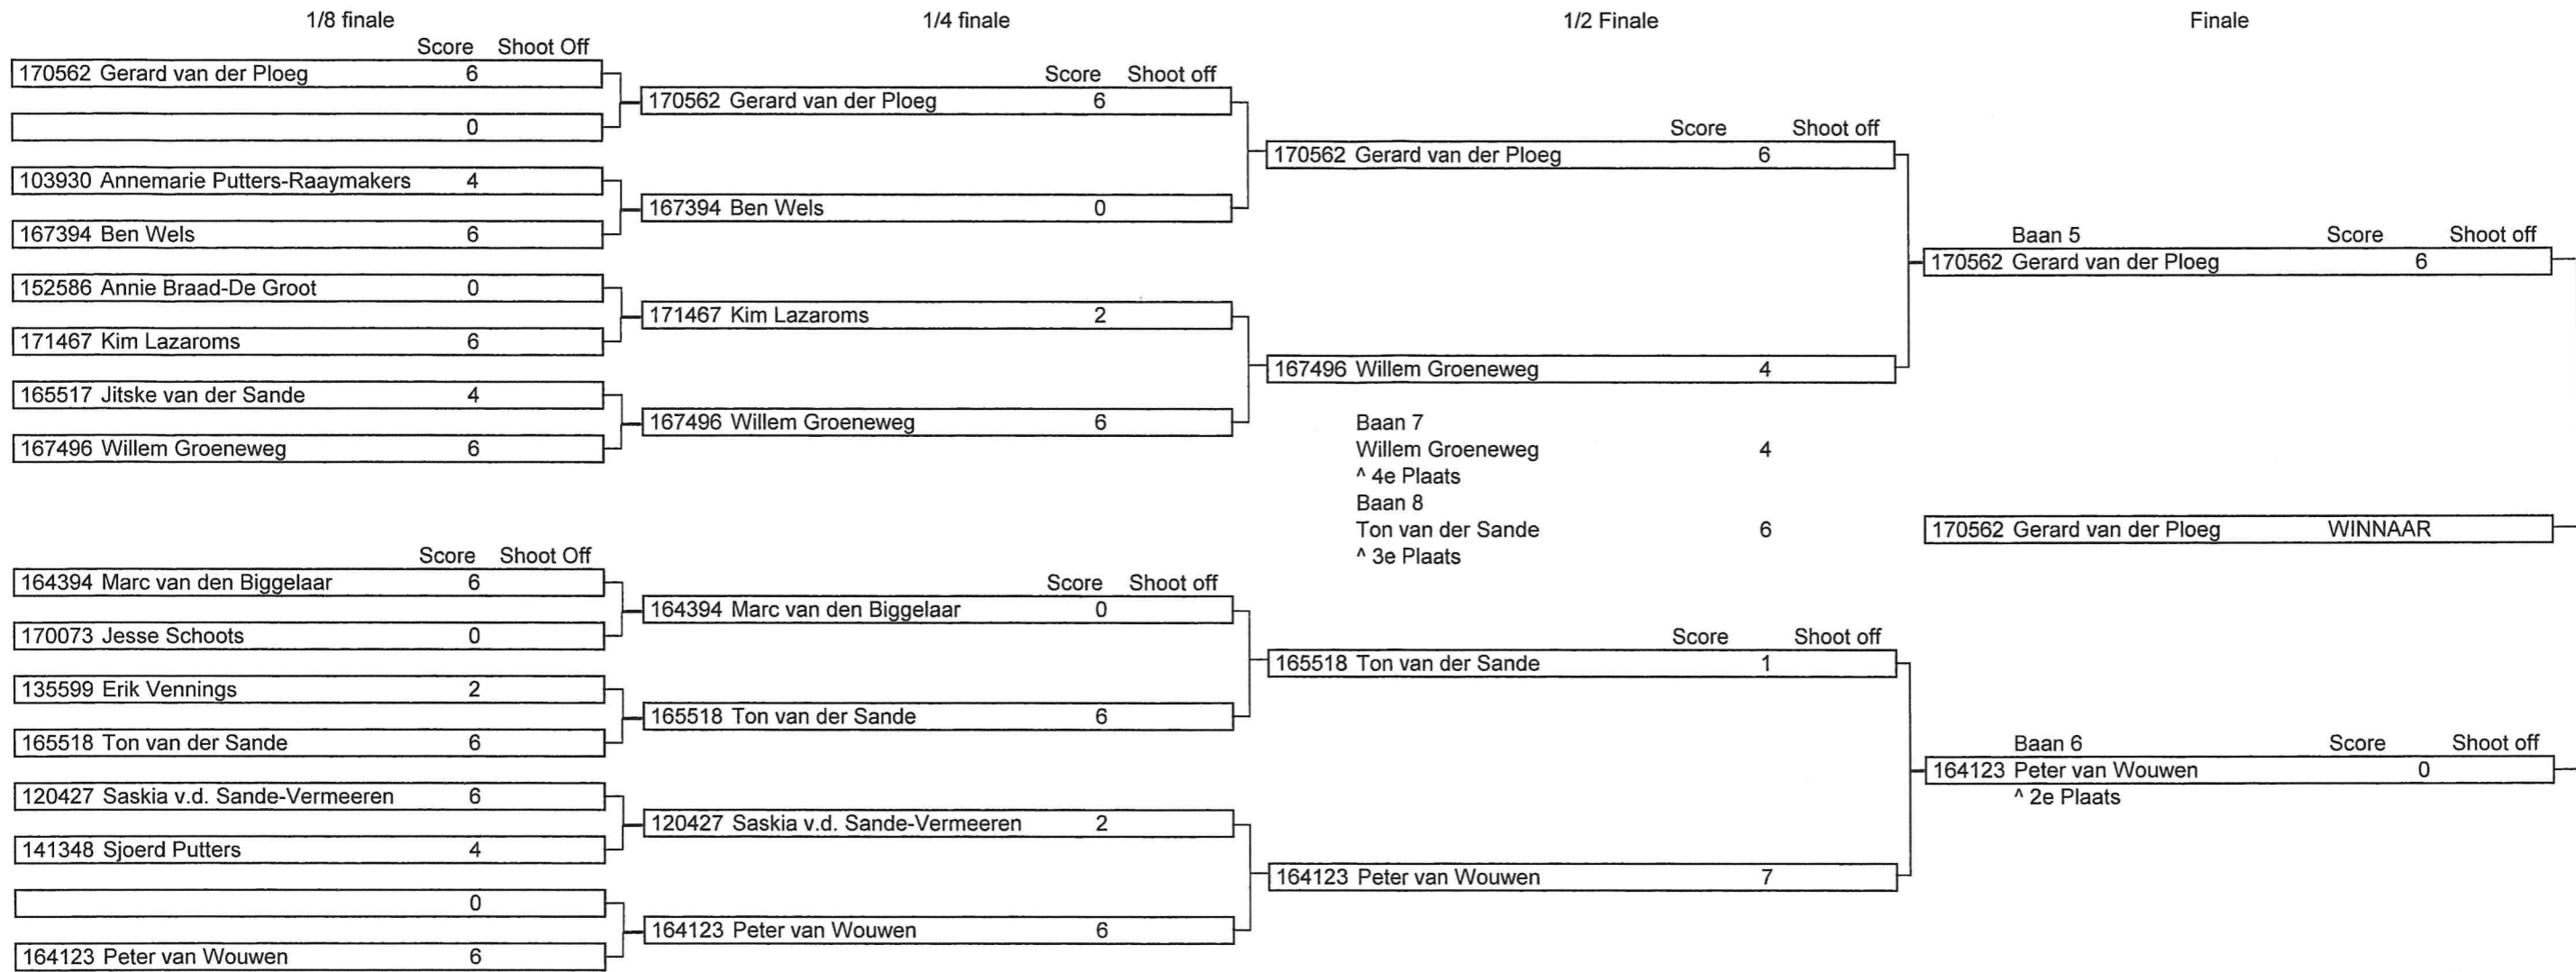 1/8 finale 1/4 finale 1/2 Finale Finale
Score Shoot Off
170562 Gerard van der Ploeg 6
Score Shoot off
170562 Gerard van der Ploeg 6
0
Score Shoot off
170562 Gerard van der Ploeg 6
103930 Annemarie Putters-Raaymakers 4
167394 Ben Wels 0
167394 Ben Wels 6
Baan 5 Score Shoot off
170562 Gerard van der Ploeg 6
152586 Annie Braad-De Groot 0
171467 Kim Lazaroms 2
171467 Kim Lazaroms 6
167496 Willem Groeneweg 4
165517 Jitske van der Sande 4
167496 Willem Groeneweg 6
Baan 7
167496 Willem Groeneweg 6
Willem Groeneweg 4
^ 4e Plaats
Baan 8
Ton van der Sande 6
^ 3e Plaats
170562 Gerard van der Ploeg WINNAAR
Score Shoot Off
164394 Marc van den Biggelaar 6
Score Shoot off
164394 Marc van den Biggelaar 0
170073 Jesse Schoots 0
Score Shoot off
165518 Ton van der Sande 1
135599 Erik Vennings 2
165518 Ton van der Sande 6
165518 Ton van der Sande 6
Baan 6 Score Shoot off
164123 Peter van Wouwen 0
^ 2e Plaats
120427 Saskia v.d. Sande-Vermeeren 6
120427 Saskia v.d. Sande-Vermeeren 2
141348 Sjoerd Putters 4
164123 Peter van Wouwen 7
0
164123 Peter van Wouwen 6
164123 Peter van Wouwen 6